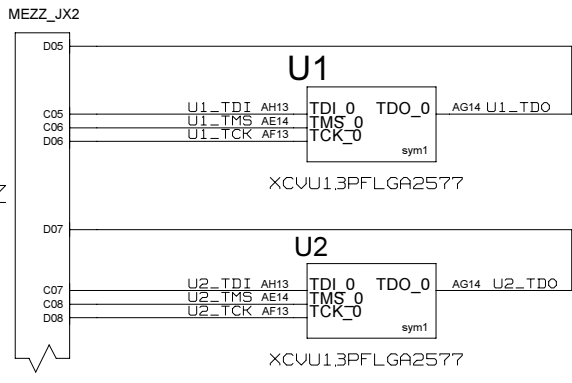 MEZZ_JX2
D05
U1
C05 U1_TDI AH13 TDI_0 TDO_0 AG14 U1_TDO
C06 U1_TMS AE14 TMS_0
D06 U1_TCK AF13 TCK_0
sym1
XCVU13PFLGA2577
D07
U2
C07 U2_TDI AH13 TDI_0 TDO_0 AG14 U2_TDO
C08 U2_TMS AE14 TMS_0
D08 U2_TCK AF13 TCK_0
sym1
XCVU13PFLGA2577